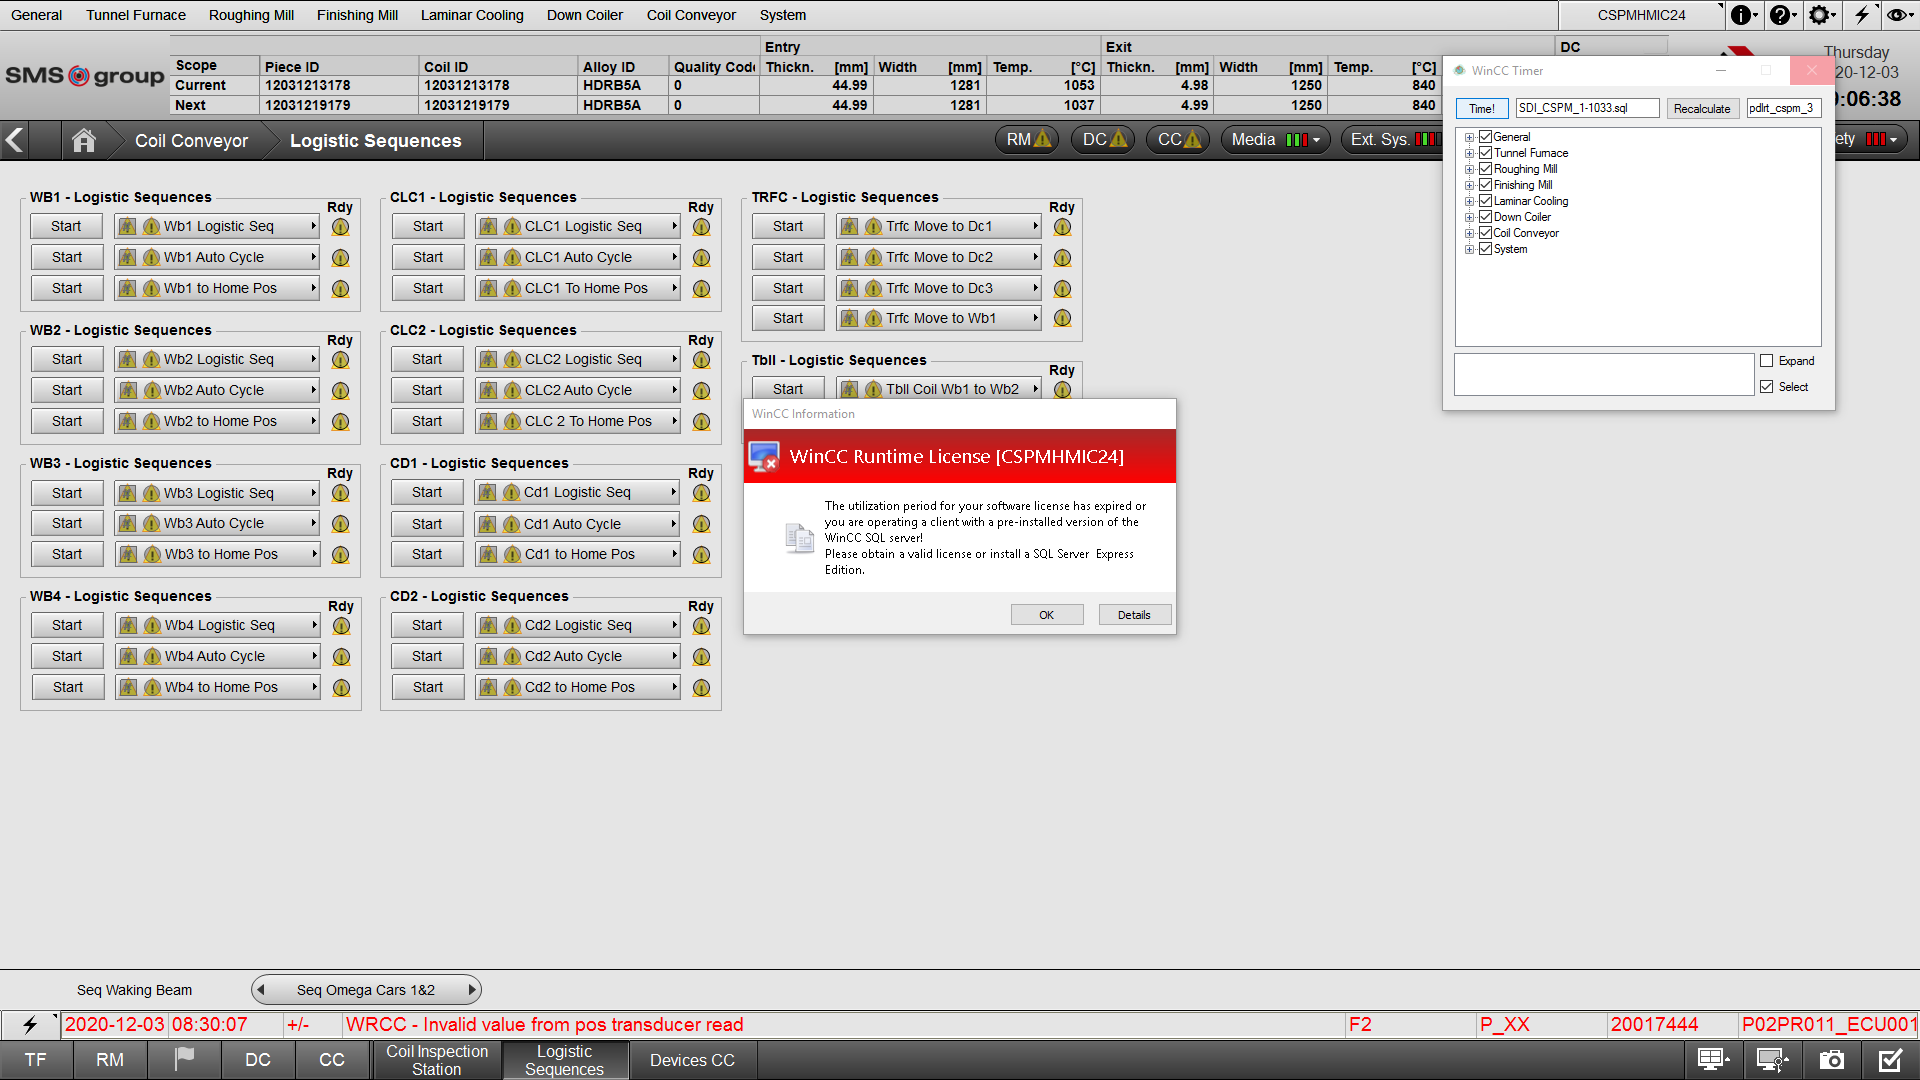 General Tunnel Furnace Roughing Mill Finishing Mill Laminar Cooling Down Coiler Coil Conveyor System CSPMHMIC24
SMS group
Entry Exit DC
Scope Piece ID Coil ID Alloy ID Quality Code Thickn. [mm] Width [mm] Temp. [°C] Thickn. [mm] Width [mm] Temp. [°C]
Current 12031213178 12031213178 HDRB5A 0 44.99 1281 1053 4.98 1250 840
Next 12031219179 12031219179 HDRB5A 0 44.99 1281 1037 4.99 1250 840
Thursday
20-12-03
:06:38
Coil Conveyor Logistic Sequences RM DC CC Media Ext. Sys. ety
WinCC Timer
Time! SDI_CSPM_1-1033.sql Recalculate pdlrt_cspm_3
General
Tunnel Furnace
Roughing Mill
Finishing Mill
Laminar Cooling
Down Coiler
Coil Conveyor
System
Expand
Select
WB1 - Logistic Sequences
Rdy
Start Wb1 Logistic Seq
Start Wb1 Auto Cycle
Start Wb1 to Home Pos
WB2 - Logistic Sequences
Rdy
Start Wb2 Logistic Seq
Start Wb2 Auto Cycle
Start Wb2 to Home Pos
WB3 - Logistic Sequences
Rdy
Start Wb3 Logistic Seq
Start Wb3 Auto Cycle
Start Wb3 to Home Pos
WB4 - Logistic Sequences
Rdy
Start Wb4 Logistic Seq
Start Wb4 Auto Cycle
Start Wb4 to Home Pos
CLC1 - Logistic Sequences
Rdy
Start CLC1 Logistic Seq
Start CLC1 Auto Cycle
Start CLC1 To Home Pos
CLC2 - Logistic Sequences
Rdy
Start CLC2 Logistic Seq
Start CLC2 Auto Cycle
Start CLC 2 To Home Pos
CD1 - Logistic Sequences
Rdy
Start Cd1 Logistic Seq
Start Cd1 Auto Cycle
Start Cd1 to Home Pos
CD2 - Logistic Sequences
Rdy
Start Cd2 Logistic Seq
Start Cd2 Auto Cycle
Start Cd2 to Home Pos
TRFC - Logistic Sequences
Rdy
Start Trfc Move to Dc1
Start Trfc Move to Dc2
Start Trfc Move to Dc3
Start Trfc Move to Wb1
Tbll - Logistic Sequences
Rdy
Start Tbll Coil Wb1 to Wb2
WinCC Information
WinCC Runtime License [CSPMHMIC24]
The utilization period for your software license has expired or
you are operating a client with a pre-installed version of the
WinCC SQL server!
Please obtain a valid license or install a SQL Server Express
Edition.
OK Details
Seq Waking Beam Seq Omega Cars 1&2
2020-12-03 08:30:07 +/- WRCC - Invalid value from pos transducer read F2 P_XX 20017444 P02PR011_ECU001
TF RM DC CC Coil Inspection Station Logistic Sequences Devices CC